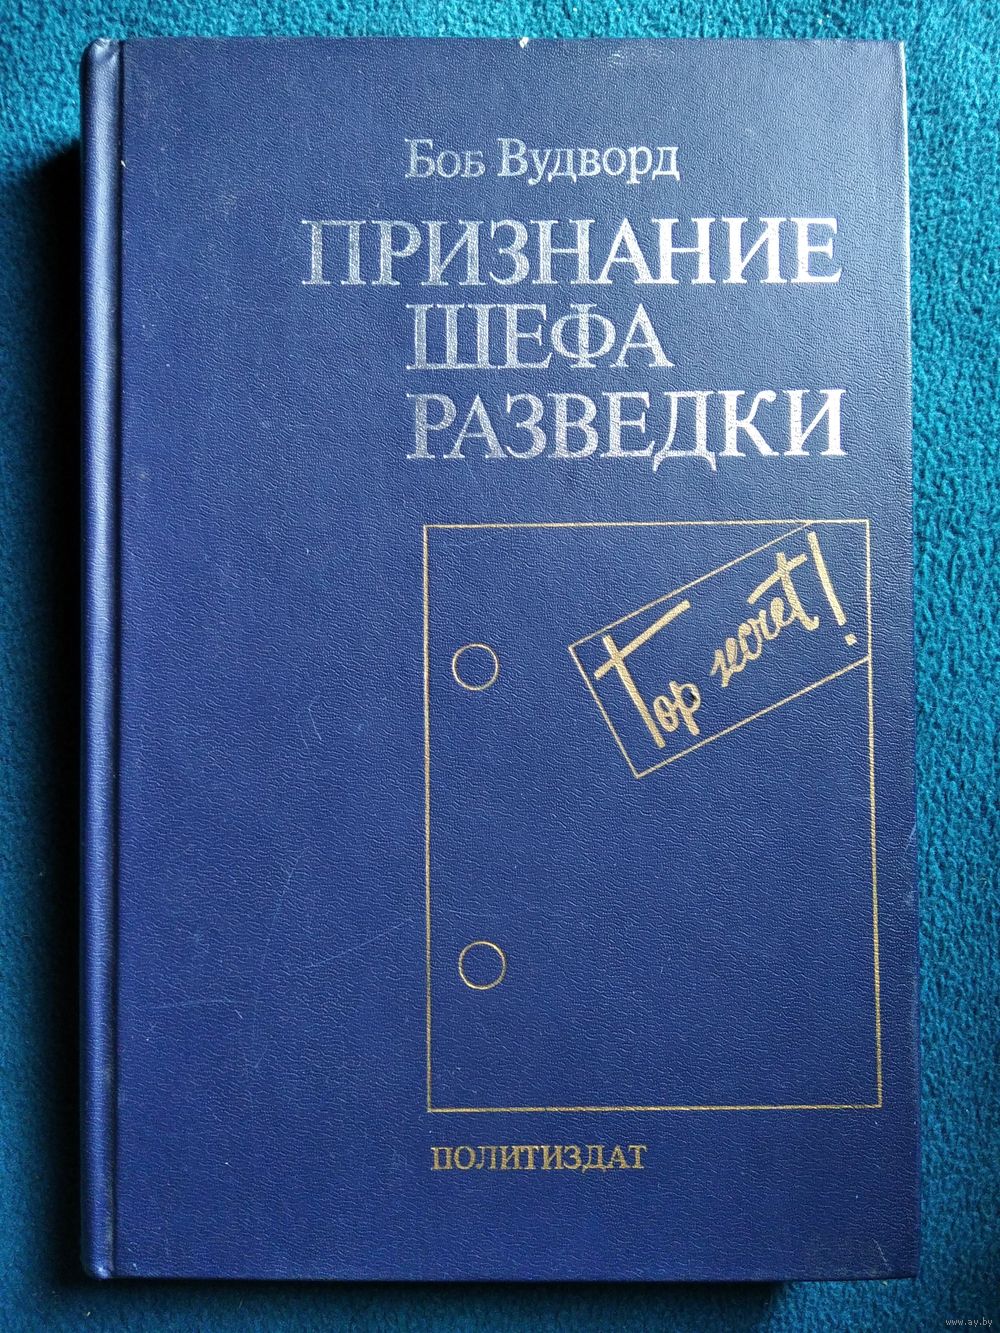 Боб Вудворд
ПРИЗНАНИЕ
ШЕФА
РАЗВЕДКИ
Top secret!
ПОЛИТИЗДАТ
www.ay.by